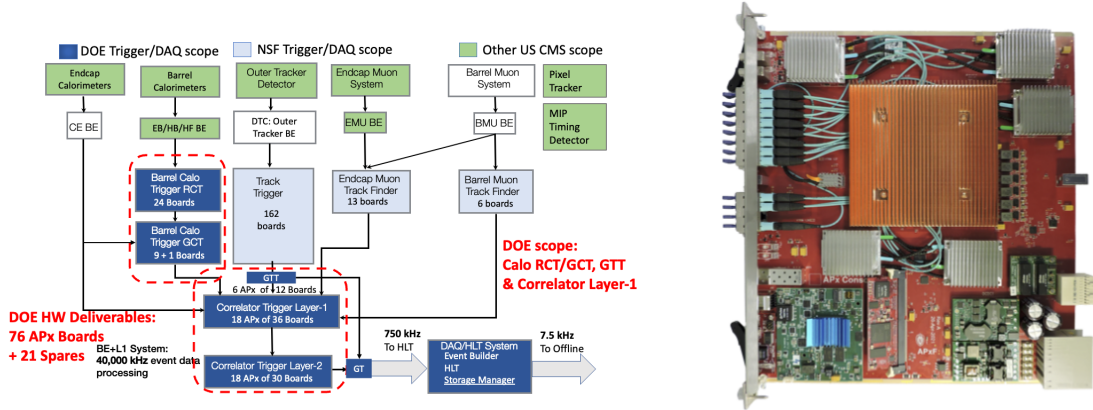 DOE Trigger/DAQ scope
NSF Trigger/DAQ scope
Other US CMS scope
Endcap
Calorimeters
Barrel
Calorimeters
Outer Tracker
Detector
Endcap Muon
System
Barrel Muon
System
Pixel
Tracker
CE BE
EB/HB/HF BE
DTC: Outer
Tracker BE
EMU BE
BMU BE
MIP
Timing
Detector
Barrel Calo
Trigger RCT
24 Boards
Track
Trigger
162
boards
Endcap Muon
Track Finder
13 boards
Barrel Muon
Track Finder
6 boards
Barrel Calo
Trigger GCT
9 + 1 Boards
DOE scope:
Calo RCT/GCT, GTT
& Correlator Layer-1
GTT
6 APx of 12 Boards
Correlator Trigger Layer-1
18 APx of 36 Boards
DOE HW Deliverables:
76 APx Boards
+ 21 Spares
BE+L1 System:
40,000 kHz event data
processing
Correlator Trigger Layer-2
18 APx of 30 Boards
GT
750 kHz
To HLT
DAQ/HLT System
Event Builder
HLT
Storage Manager
7.5 kHz
To Offline
APx Cont
APxF